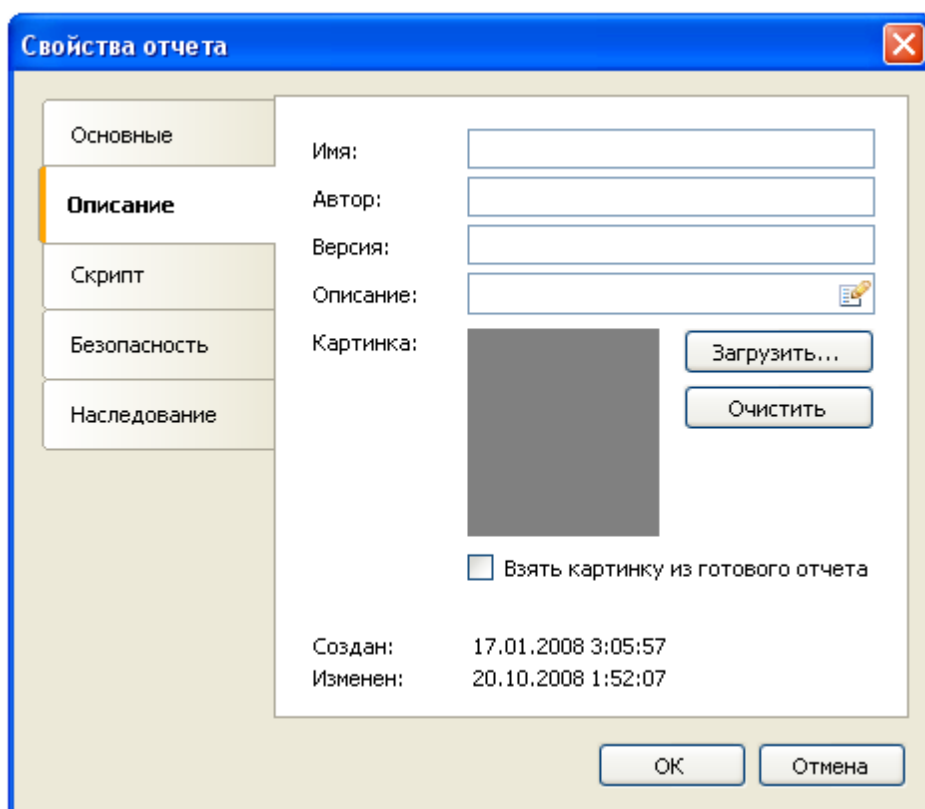 Свойства отчета
Основные
Описание
Скрипт
Безопасность
Наследование
Имя:
Автор:
Версия:
Описание:
Картинка:
Загрузить...
Очистить
Взять картинку из готового отчета
Создан: 17.01.2008 3:05:57
Изменен: 20.10.2008 1:52:07
ОК
Отмена